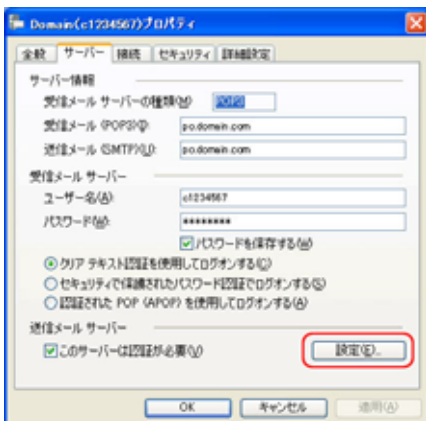 Domain(c1234567)プロパティ
全般 サーバー 接続 セキュリティ 詳細設定
サーバー情報
受信メール サーバーの種類(M) POP3
受信メール (POP3)(I): po.domain.com
送信メール (SMTP)(U): po.domain.com
受信メール サーバー
ユーザー名(A): c1234567
パスワード(W): ********
パスワードを保存する(W)
クリア テキスト認証を使用してログオンする(C)
セキュリティで保護されたパスワード認証でログオンする(S)
認証された POP (APOP) を使用してログオンする(A)
送信メール サーバー
このサーバーは認証が必要(V) 設定(E)...
OK キャンセル 適用(A)